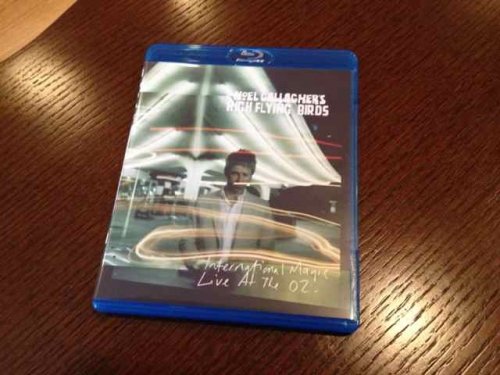 NOEL GALLAGHER'S
HIGH FLYING BIRDS
International Magic
Live At The O2: